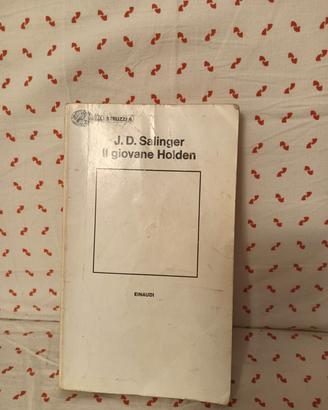 J. D. Salinger
Il giovane Holden
EINAUDI